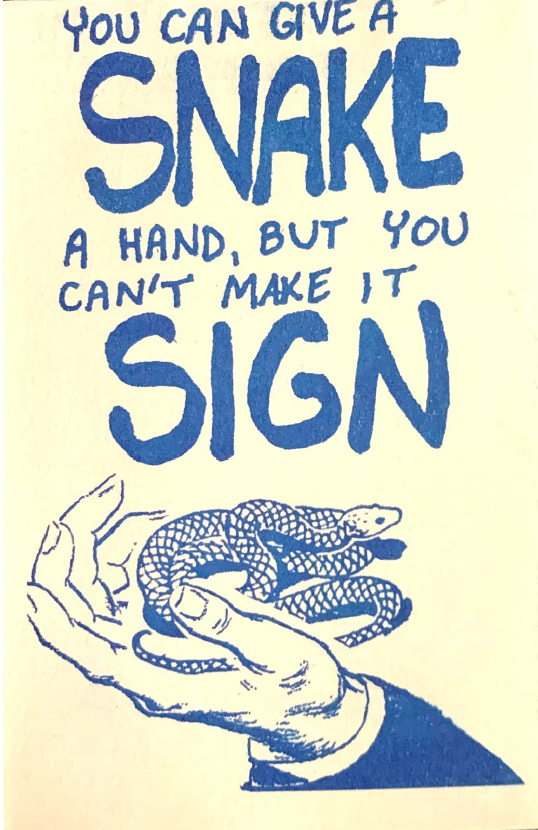 YOU CAN GIVE A
SNAKE
A HAND, BUT YOU
CAN'T MAKE IT
SIGN